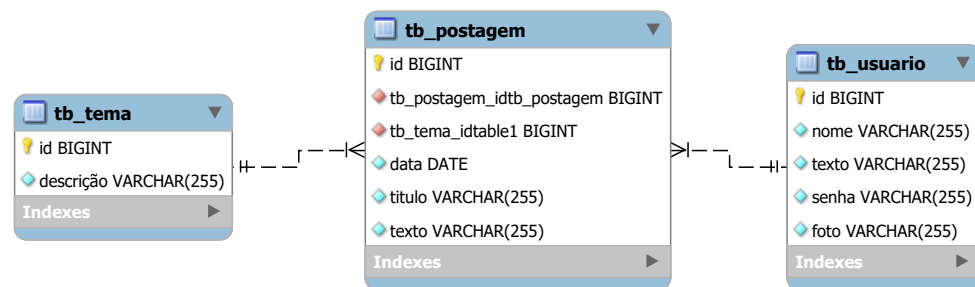 tb_tema
id BIGINT
descrição VARCHAR(255)
Indexes
tb_postagem
id BIGINT
tb_postagem_idtb_postagem BIGINT
tb_tema_idtable1 BIGINT
data DATE
titulo VARCHAR(255)
texto VARCHAR(255)
Indexes
tb_usuario
id BIGINT
nome VARCHAR(255)
texto VARCHAR(255)
senha VARCHAR(255)
foto VARCHAR(255)
Indexes